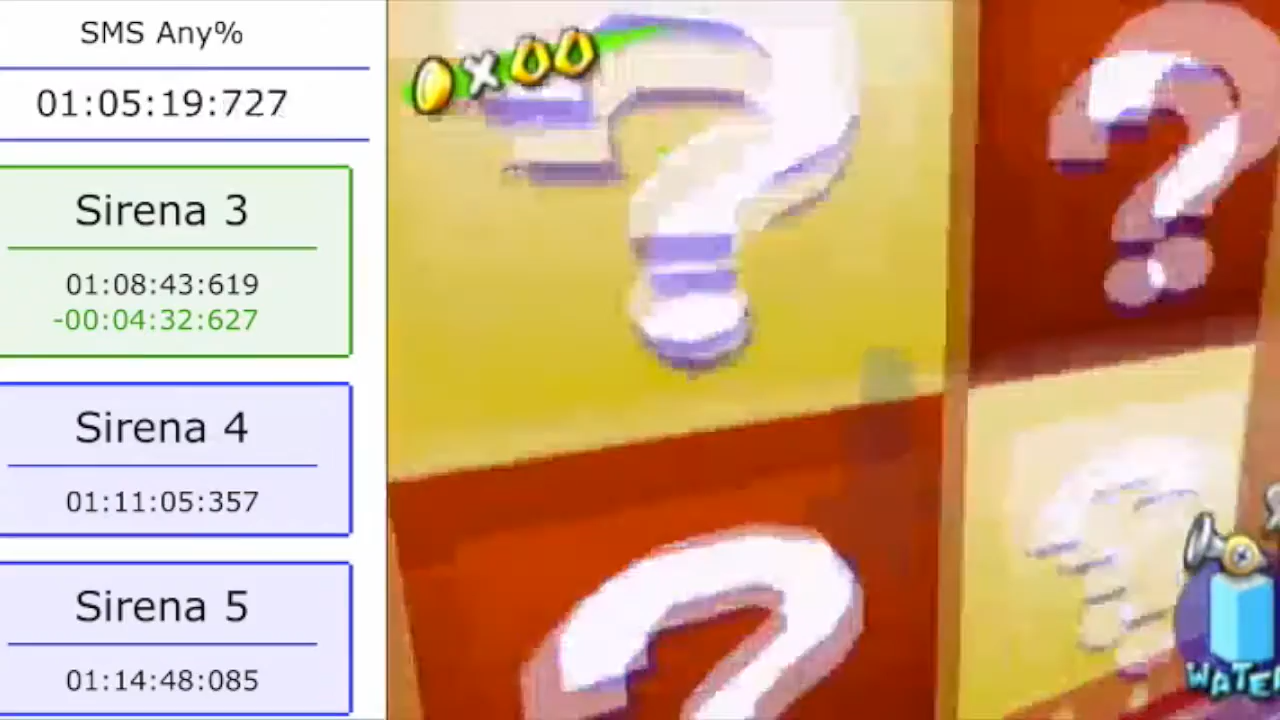 SMS Any%
01:05:19:727
Sirena 3
01:08:43:619
-00:04:32:627
Sirena 4
01:11:05:357
Sirena 5
01:14:48:085
× 00
? ?
?
WATER